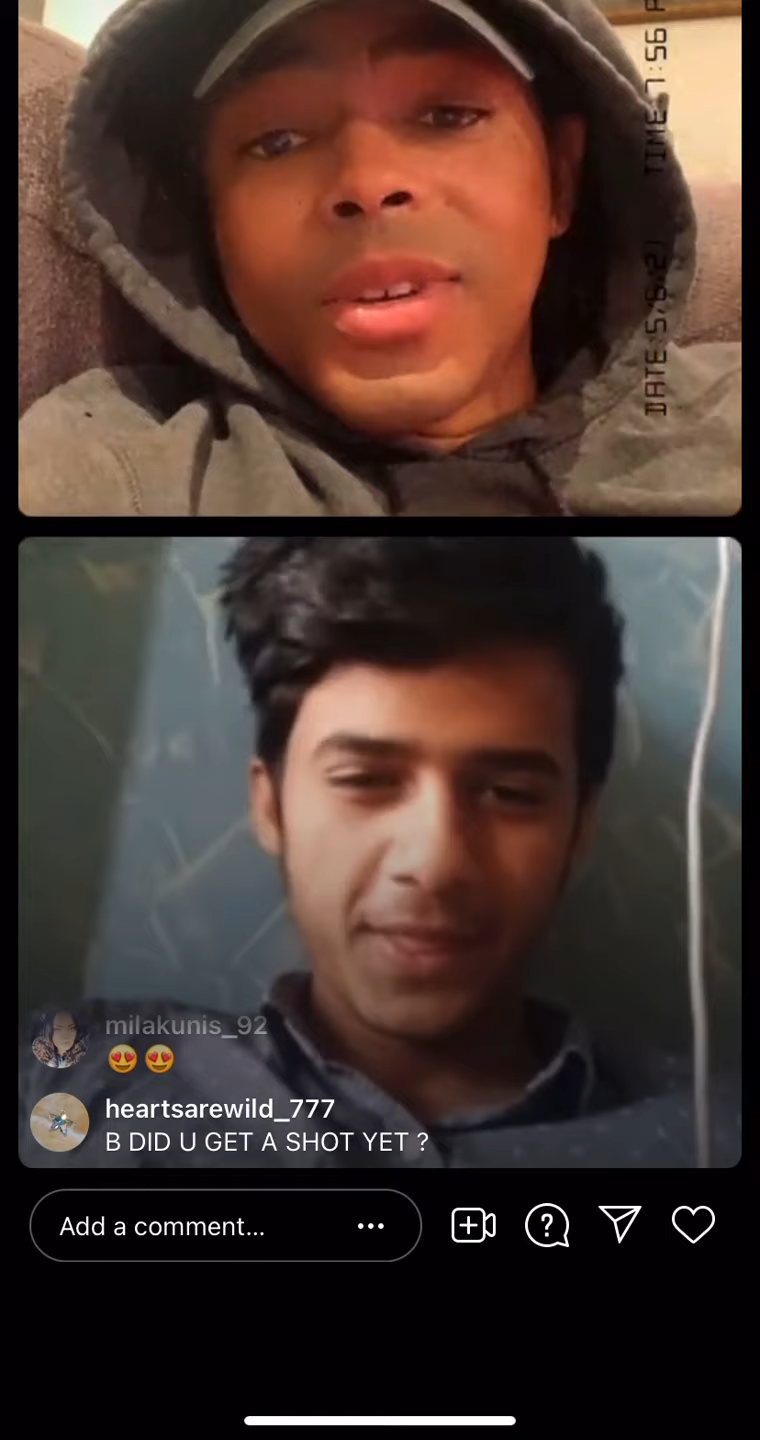 DATE 5/6/21 TIME 7:56
milakunis_92
😍😍
heartsarewild_777
B DID U GET A SHOT YET ?
Add a comment...